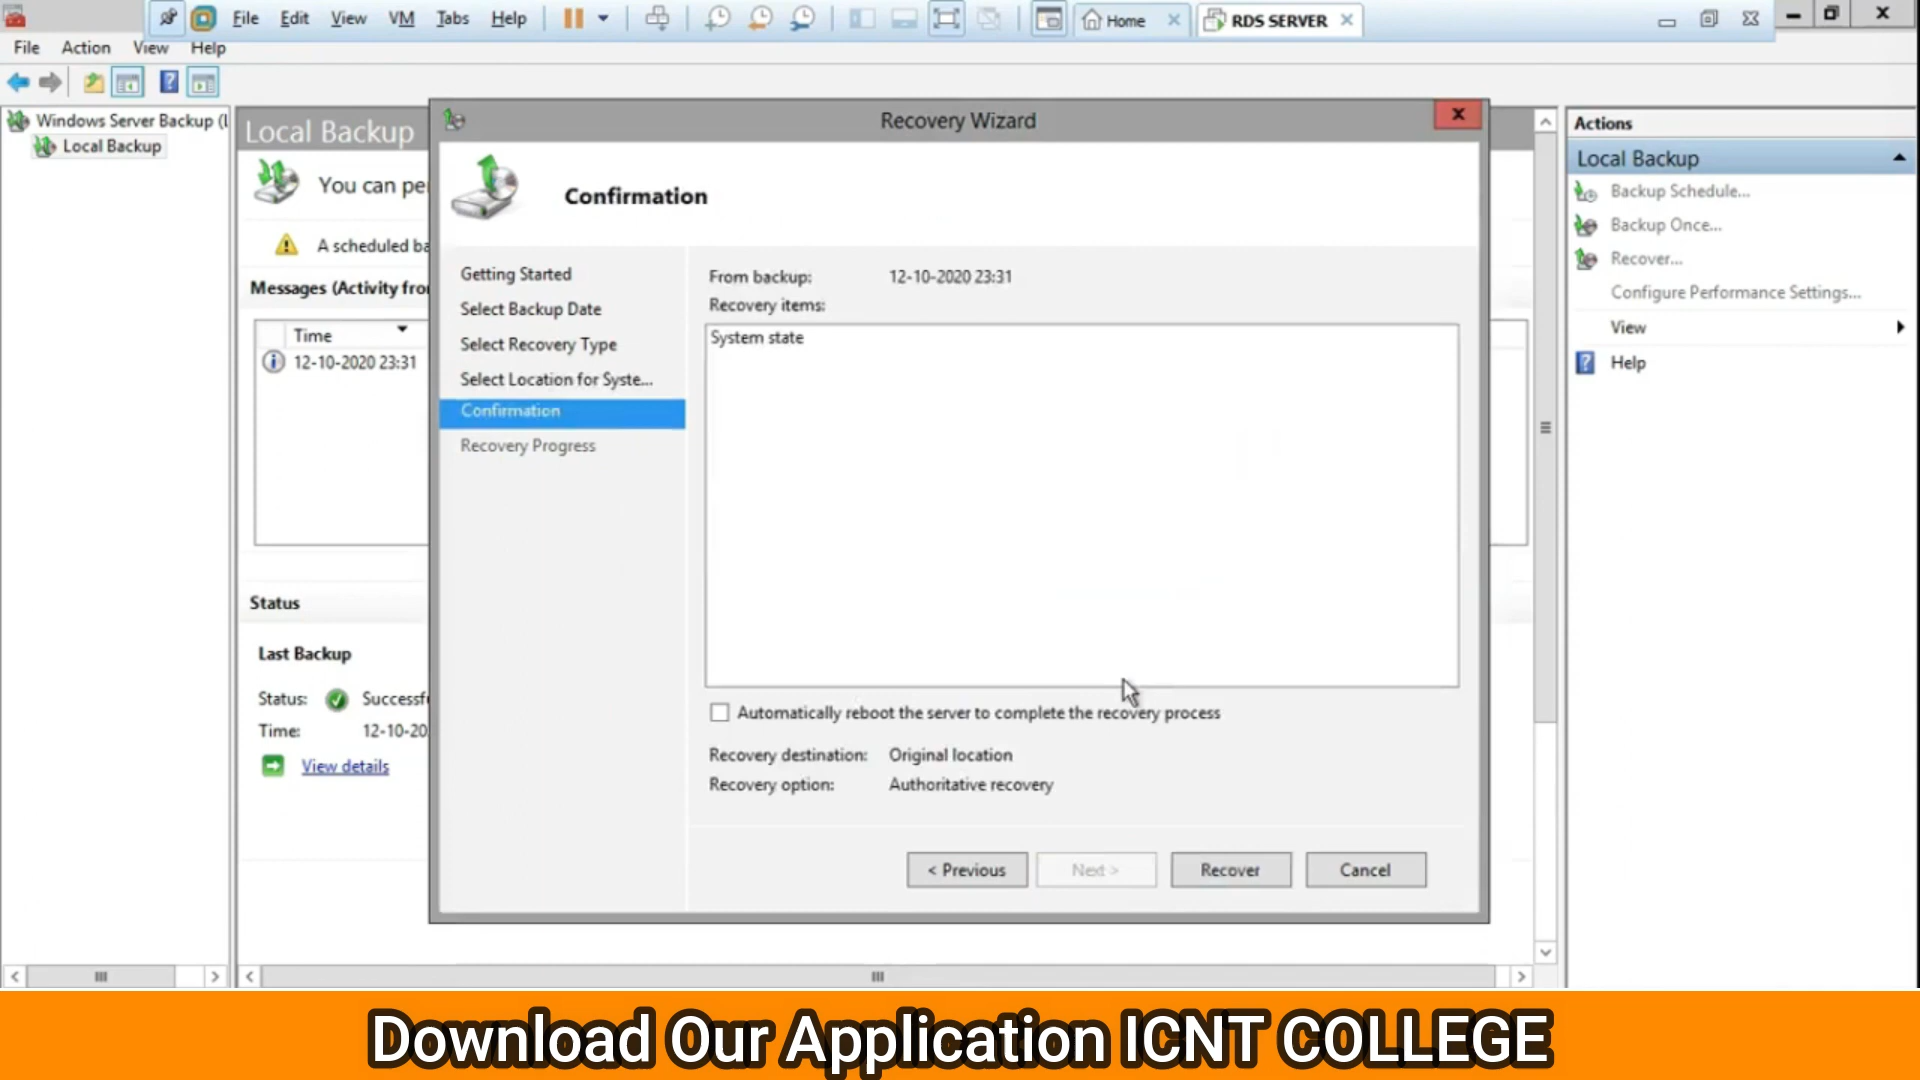 File Edit View VM Tabs Help Home RDS SERVER
File Action View Help
Windows Server Backup (L
Local Backup
Local Backup
You can pe
A scheduled ba
Messages (Activity fro
Time
12-10-2020 23:31
Status
Last Backup
Status: Successf
Time: 12-10-20
View details
Recovery Wizard
Confirmation
Getting Started
Select Backup Date
Select Recovery Type
Select Location for Syste...
Confirmation
Recovery Progress
From backup: 12-10-2020 23:31
Recovery items:
System state
Automatically reboot the server to complete the recovery process
Recovery destination: Original location
Recovery option: Authoritative recovery
< Previous Next > Recover Cancel
Actions
Local Backup
Backup Schedule...
Backup Once...
Recover...
Configure Performance Settings...
View
Help
Download Our Application ICNT COLLEGE